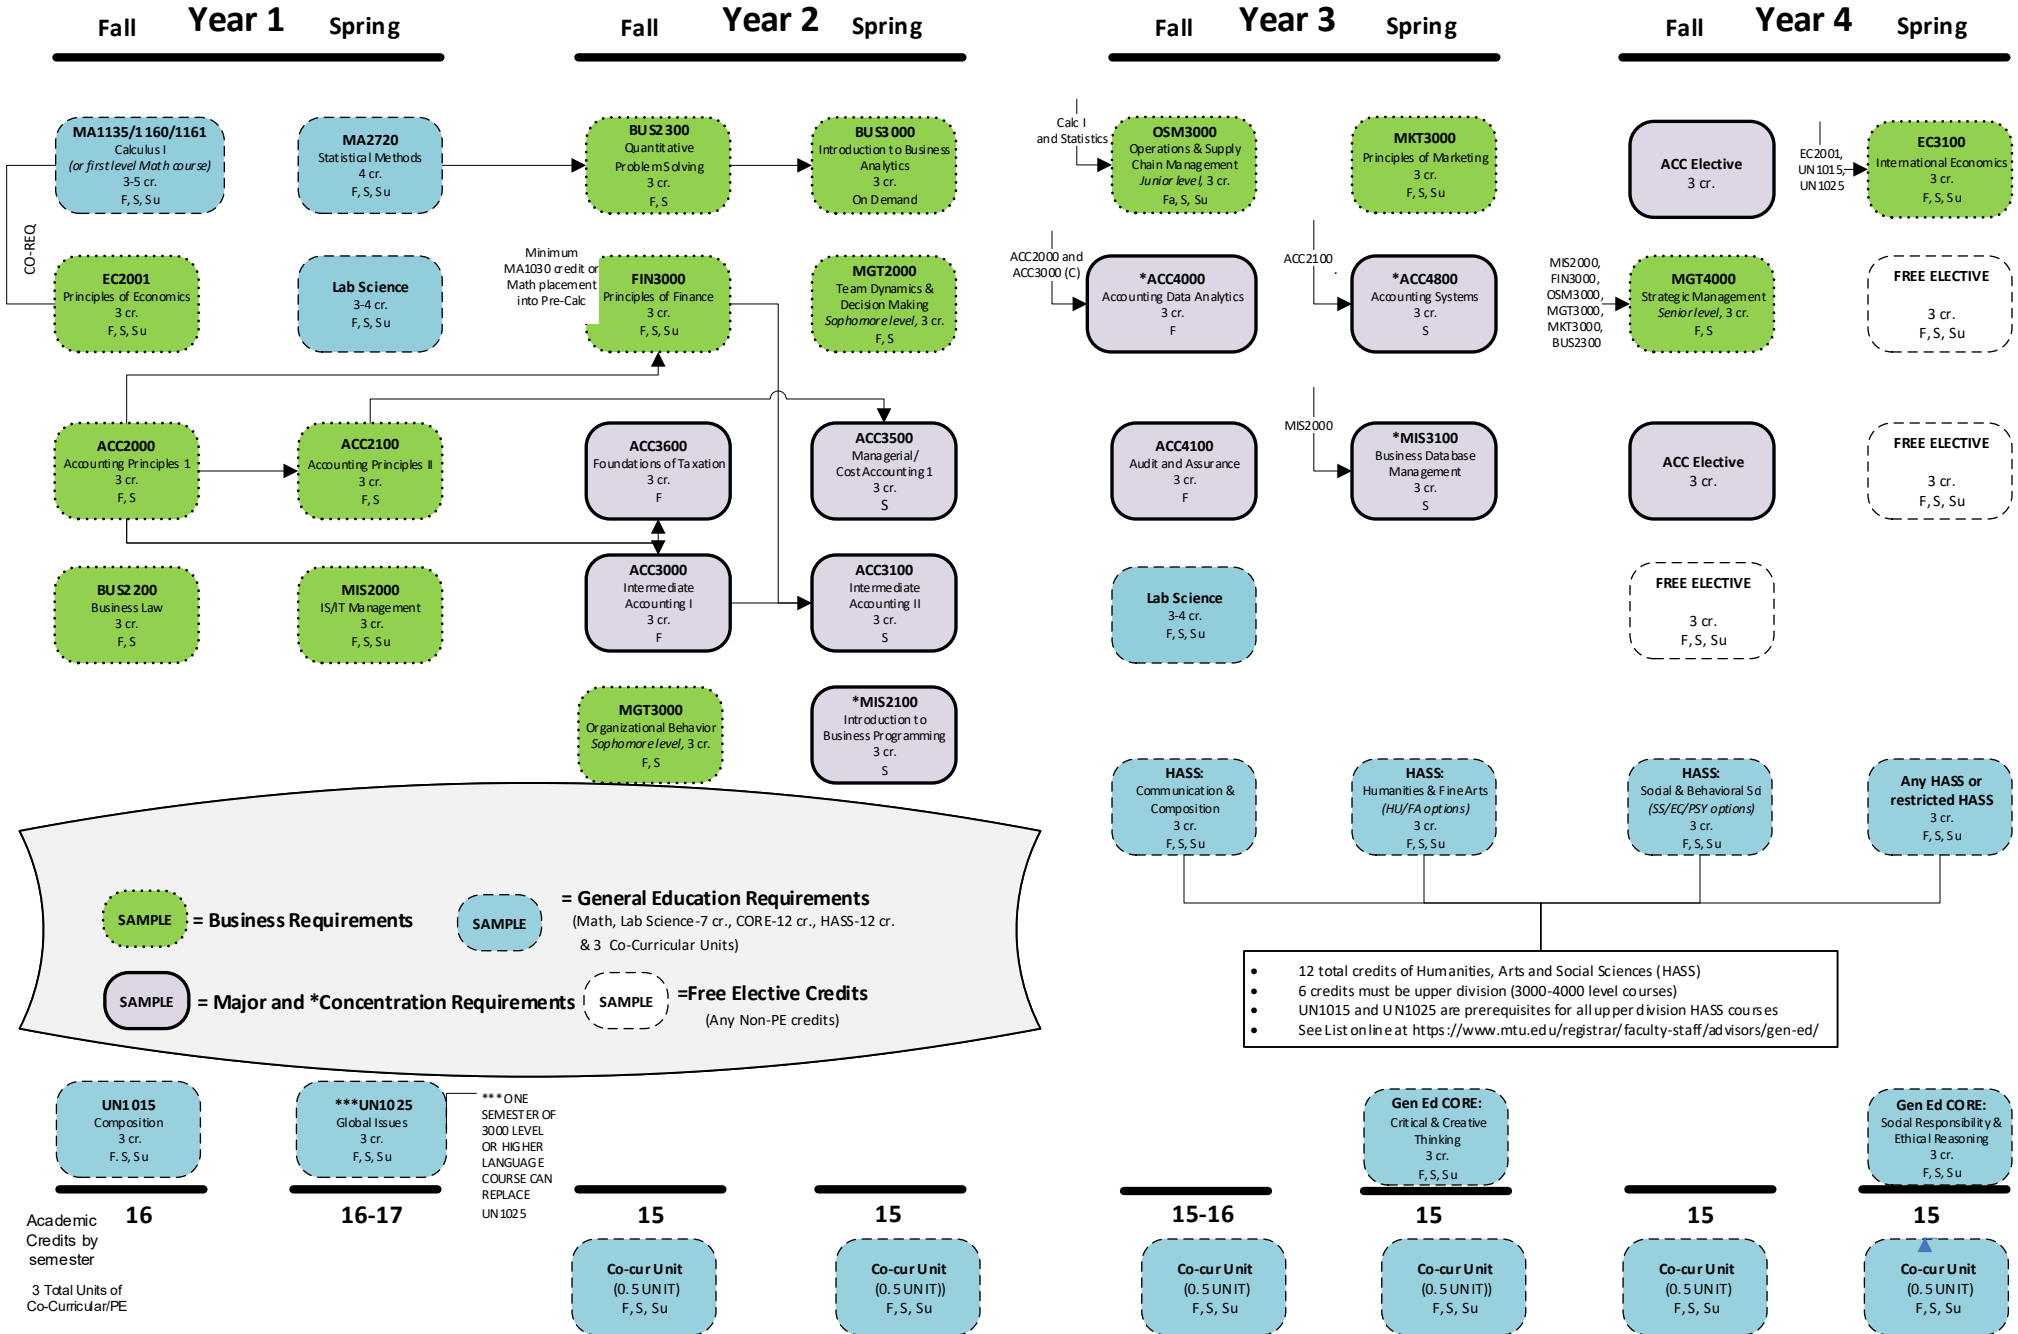 Year 1
Fall
Spring
Year 2
Fall
Spring
Year 3
Fall
Spring
Year 4
Fall
Spring
MA1135/1160/1161
Calculus I
(or first level Math course)
3-5 cr.
F, S, Su
MA2720
Statistical Methods
4 cr.
F, S, Su
BUS2300
Quantitative
Problem Solving
3 cr.
F, S
BUS3000
Introduction to Business
Analytics
3 cr.
On Demand
Calc I
and Statistics
OSM3000
Operations & Supply
Chain Management
Junior level, 3 cr.
Fa, S, Su
MKT3000
Principles of Marketing
3 cr.
F, S, Su
ACC Elective
3 cr.
EC2001,
UN1015,
UN1025
EC3100
International Economics
3 cr.
F, S, Su
CO-REQ
EC2001
Principles of Economics
3 cr.
F, S, Su
Lab Science
3-4 cr.
F, S, Su
Minimum
MA1030 credit or
Math placement
into Pre-Calc
FIN3000
Principles of Finance
3 cr.
F, S, Su
MGT2000
Team Dynamics &
Decision Making
Sophomore level, 3 cr.
F, S
ACC2000 and
ACC3000 (C)
*ACC4000
Accounting Data Analytics
3 cr.
F
ACC2100
*ACC4800
Accounting Systems
3 cr.
S
MIS2000,
FIN3000,
OSM3000,
MGT3000,
MKT3000,
BUS2300
MGT4000
Strategic Management
Senior level, 3 cr.
F, S
FREE ELECTIVE
3 cr.
F, S, Su
ACC2000
Accounting Principles 1
3 cr.
F, S
ACC2100
Accounting Principles II
3 cr.
F, S
ACC3600
Foundations of Taxation
3 cr.
F
ACC3500
Managerial/
Cost Accounting 1
3 cr.
S
ACC4100
Audit and Assurance
3 cr.
F
MIS2000
*MIS3100
Business Database
Management
3 cr.
S
ACC Elective
3 cr.
FREE ELECTIVE
3 cr.
F, S, Su
BUS2200
Business Law
3 cr.
F, S
MIS2000
IS/IT Management
3 cr.
F, S, Su
ACC3000
Intermediate
Accounting I
3 cr.
F
ACC3100
Intermediate
Accounting II
3 cr.
S
Lab Science
3-4 cr.
F, S, Su
FREE ELECTIVE
3 cr.
F, S, Su
MGT3000
Organizational Behavior
Sophomore level, 3 cr.
F, S
*MIS2100
Introduction to
Business Programming
3 cr.
S
HASS:
Communication &
Composition
3 cr.
F, S, Su
HASS:
Humanities & Fine Arts
(HU/FA options)
3 cr.
F, S, Su
HASS:
Social & Behavioral Sci
(SS/EC/PSY options)
3 cr.
F, S, Su
Any HASS or
restricted HASS
3 cr.
F, S, Su
SAMPLE
= Business Requirements
SAMPLE
= General Education Requirements
(Math, Lab Science-7 cr., CORE-12 cr., HASS-12 cr.
& 3 Co-Curricular Units)
SAMPLE
= Major and *Concentration Requirements
SAMPLE
=Free Elective Credits
(Any Non-PE credits)
• 12 total credits of Humanities, Arts and Social Sciences (HASS)
• 6 credits must be upper division (3000-4000 level courses)
• UN1015 and UN1025 are prerequisites for all upper division HASS courses
• See List online at https://www.mtu.edu/registrar/faculty-staff/advisors/gen-ed/
UN1015
Composition
3 cr.
F. S, Su
***UN1025
Global Issues
3 cr.
F, S, Su
***ONE
SEMESTER OF
3000 LEVEL
OR HIGHER
LANGUAGE
COURSE CAN
REPLACE
UN1025
Gen Ed CORE:
Critical & Creative
Thinking
3 cr.
F, S, Su
Gen Ed CORE:
Social Responsibility &
Ethical Reasoning
3 cr.
F, S, Su
Academic
Credits by
semester
16
16-17
15
15
15-16
15
15
15
3 Total Units of
Co-Curricular/PE
Co-cur Unit
(0.5 UNIT)
F, S, Su
Co-cur Unit
(0.5 UNIT))
F, S, Su
Co-cur Unit
(0.5 UNIT)
F, S, Su
Co-cur Unit
(0.5 UNIT))
F, S, Su
Co-cur Unit
(0.5 UNIT)
F, S, Su
Co-cur Unit
(0.5 UNIT)
F, S, Su